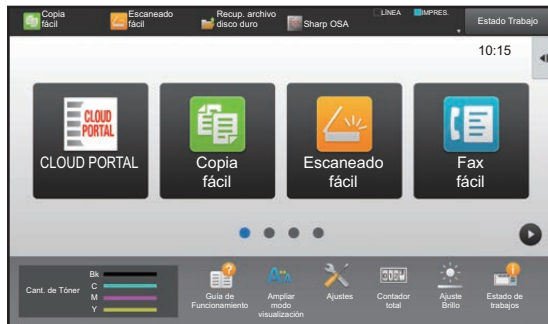 Copia
fácil
Escaneado
fácil
Recup. archivo
disco duro
Sharp OSA
LÍNEA
IMPRES.
Estado Trabajo
10:15
CLOUD
PORTAL
CLOUD PORTAL
Copia
fácil
Escaneado
fácil
Fax
fácil
Cant. de Tóner
Bk
C
M
Y
Guía de
Funcionamiento
Ampliar
modo
visualización
Ajustes
Contador
total
Ajuste
Brillo
Estado de
trabajos